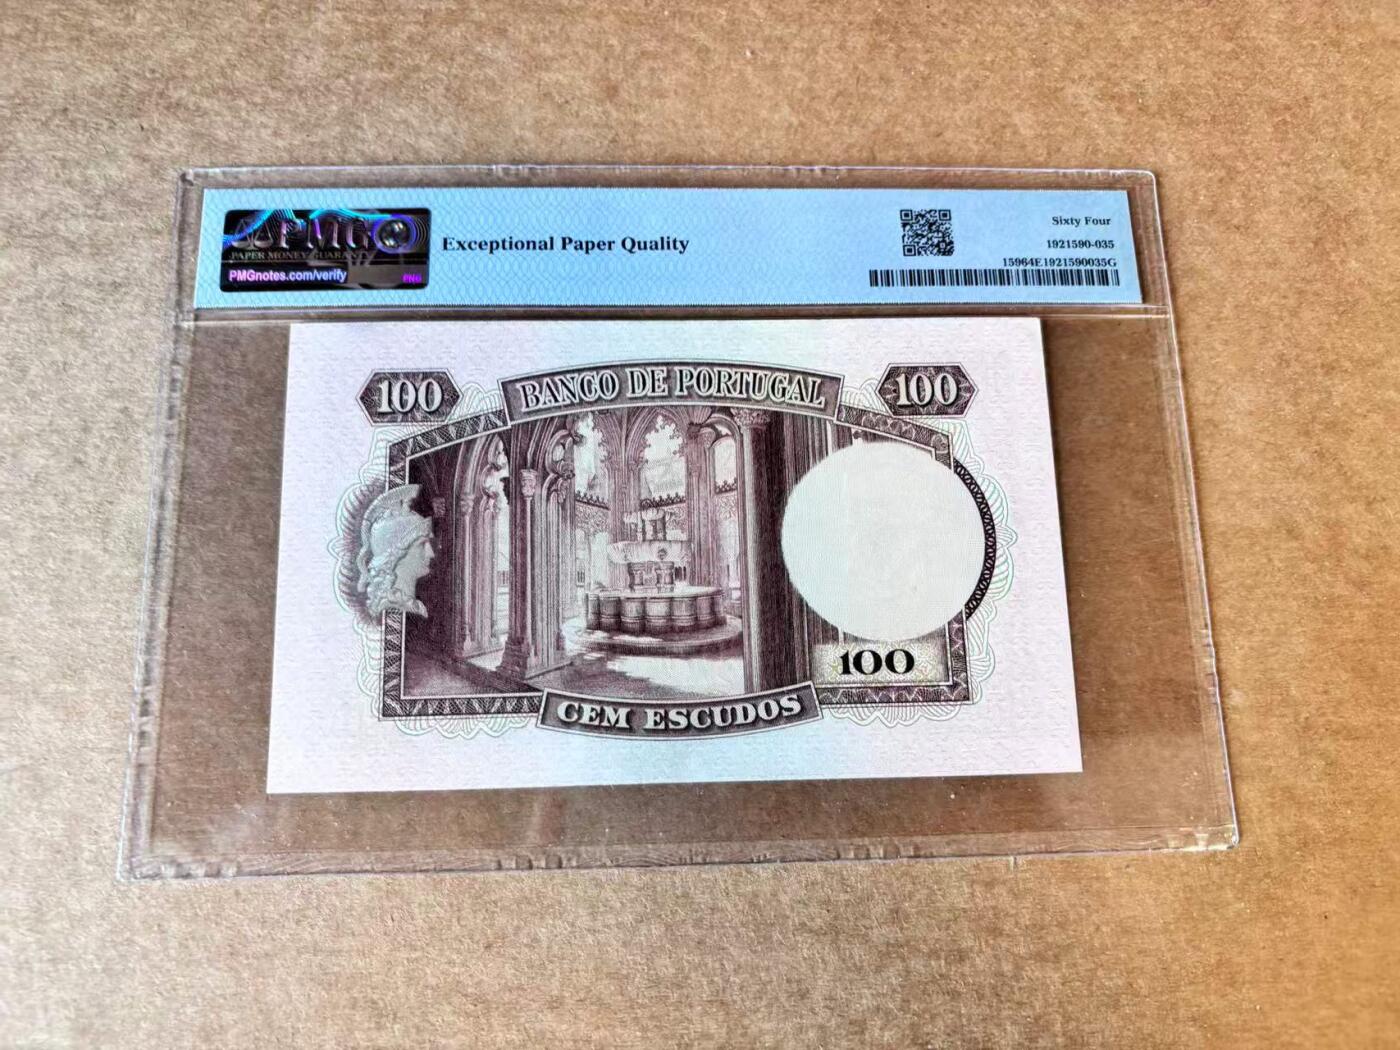 PMG
PAPER MONEY GUARANTY
PMGnotes.com/verify
PNG
Exceptional Paper Quality
Sixty Four
1921590-035
15964E1921590035G
100
BANCO DE PORTUGAL
100
100
CEM ESCUDOS